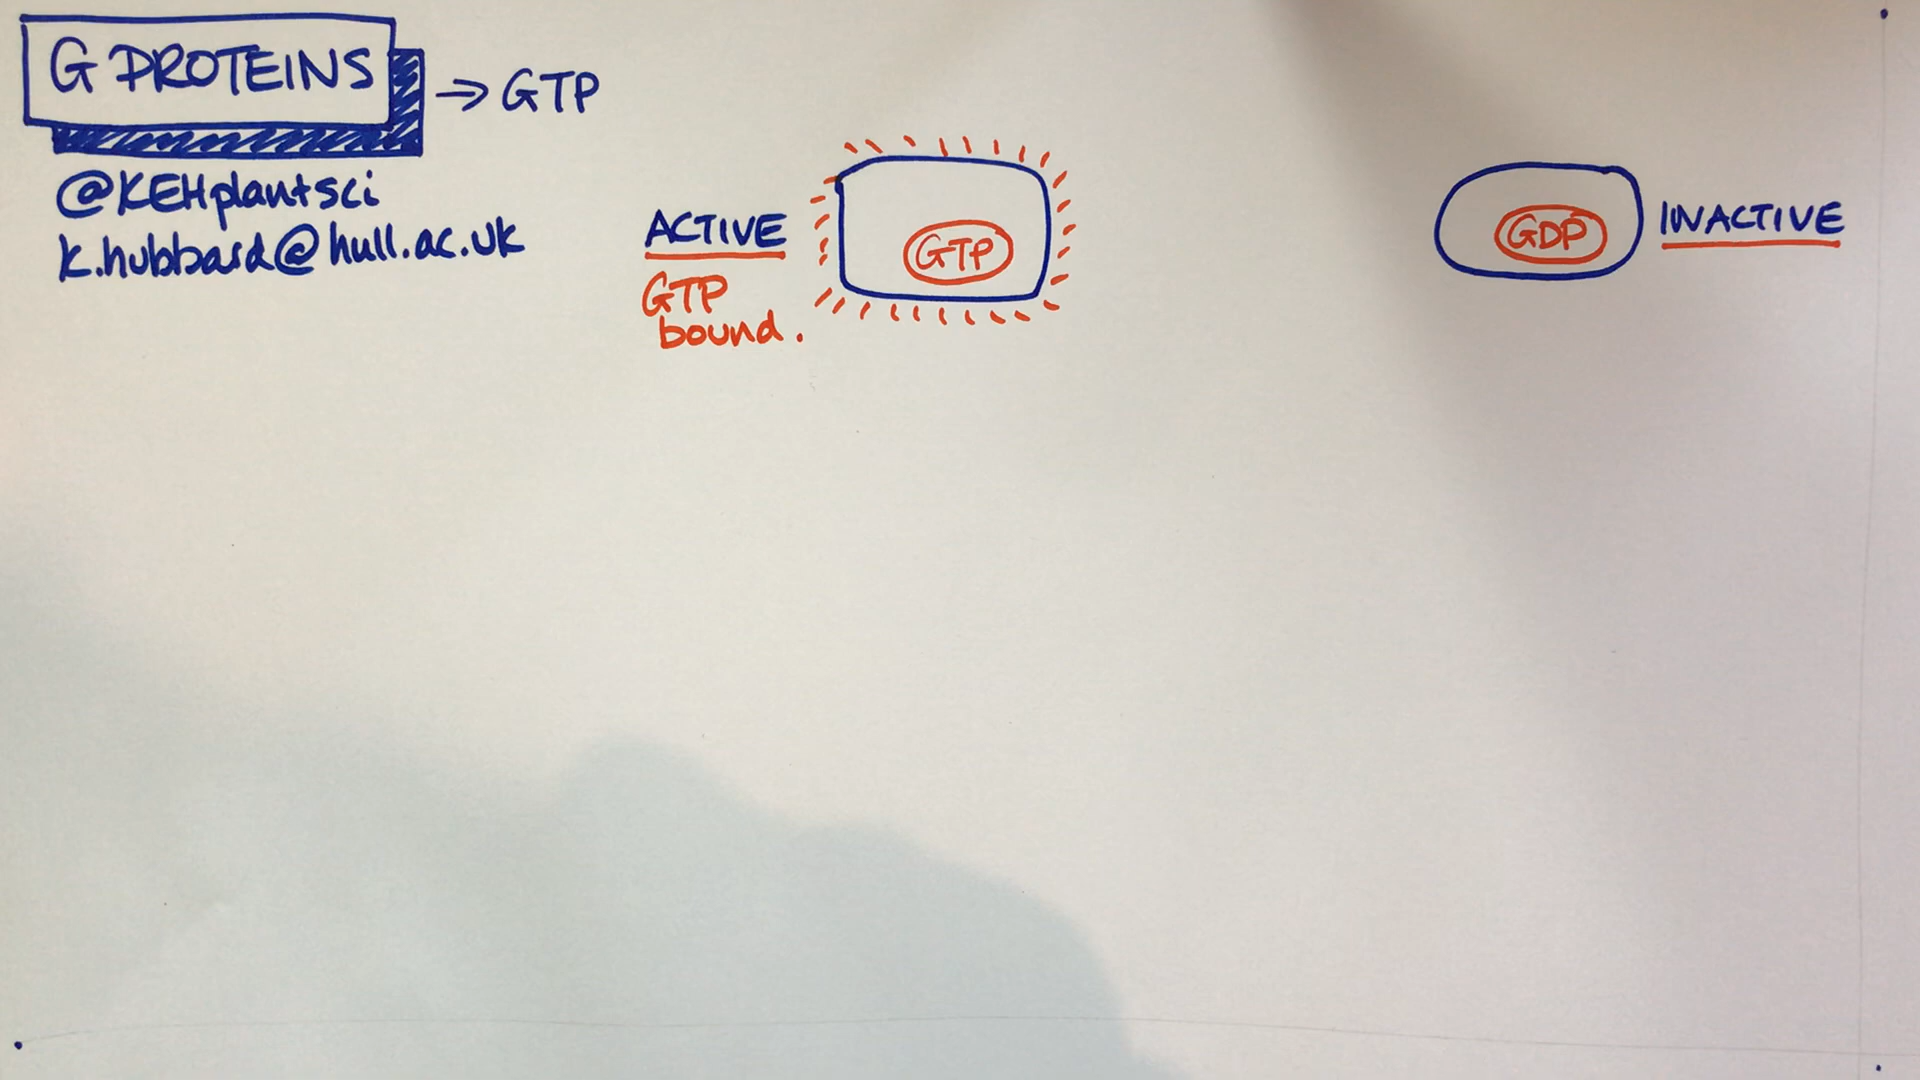 G PROTEINS → GTP
@KEHplantsci
k.hubbard@hull.ac.uk
ACTIVE
GTP
bound.
GTP
GDP
INACTIVE